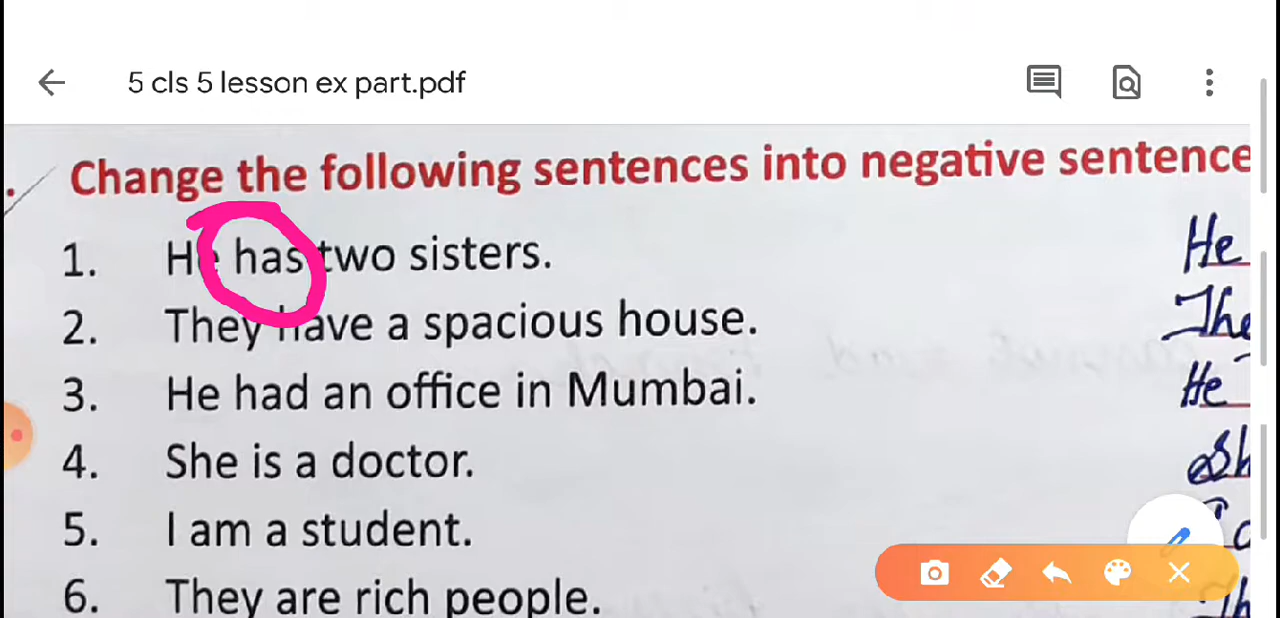 5 cls 5 lesson ex part.pdf
Change the following sentences into negative sentence
1. He has two sisters. He
2. They have a spacious house. The
3. He had an office in Mumbai. He
4. She is a doctor. Sh
5. I am a student.
6. They are rich people. Th